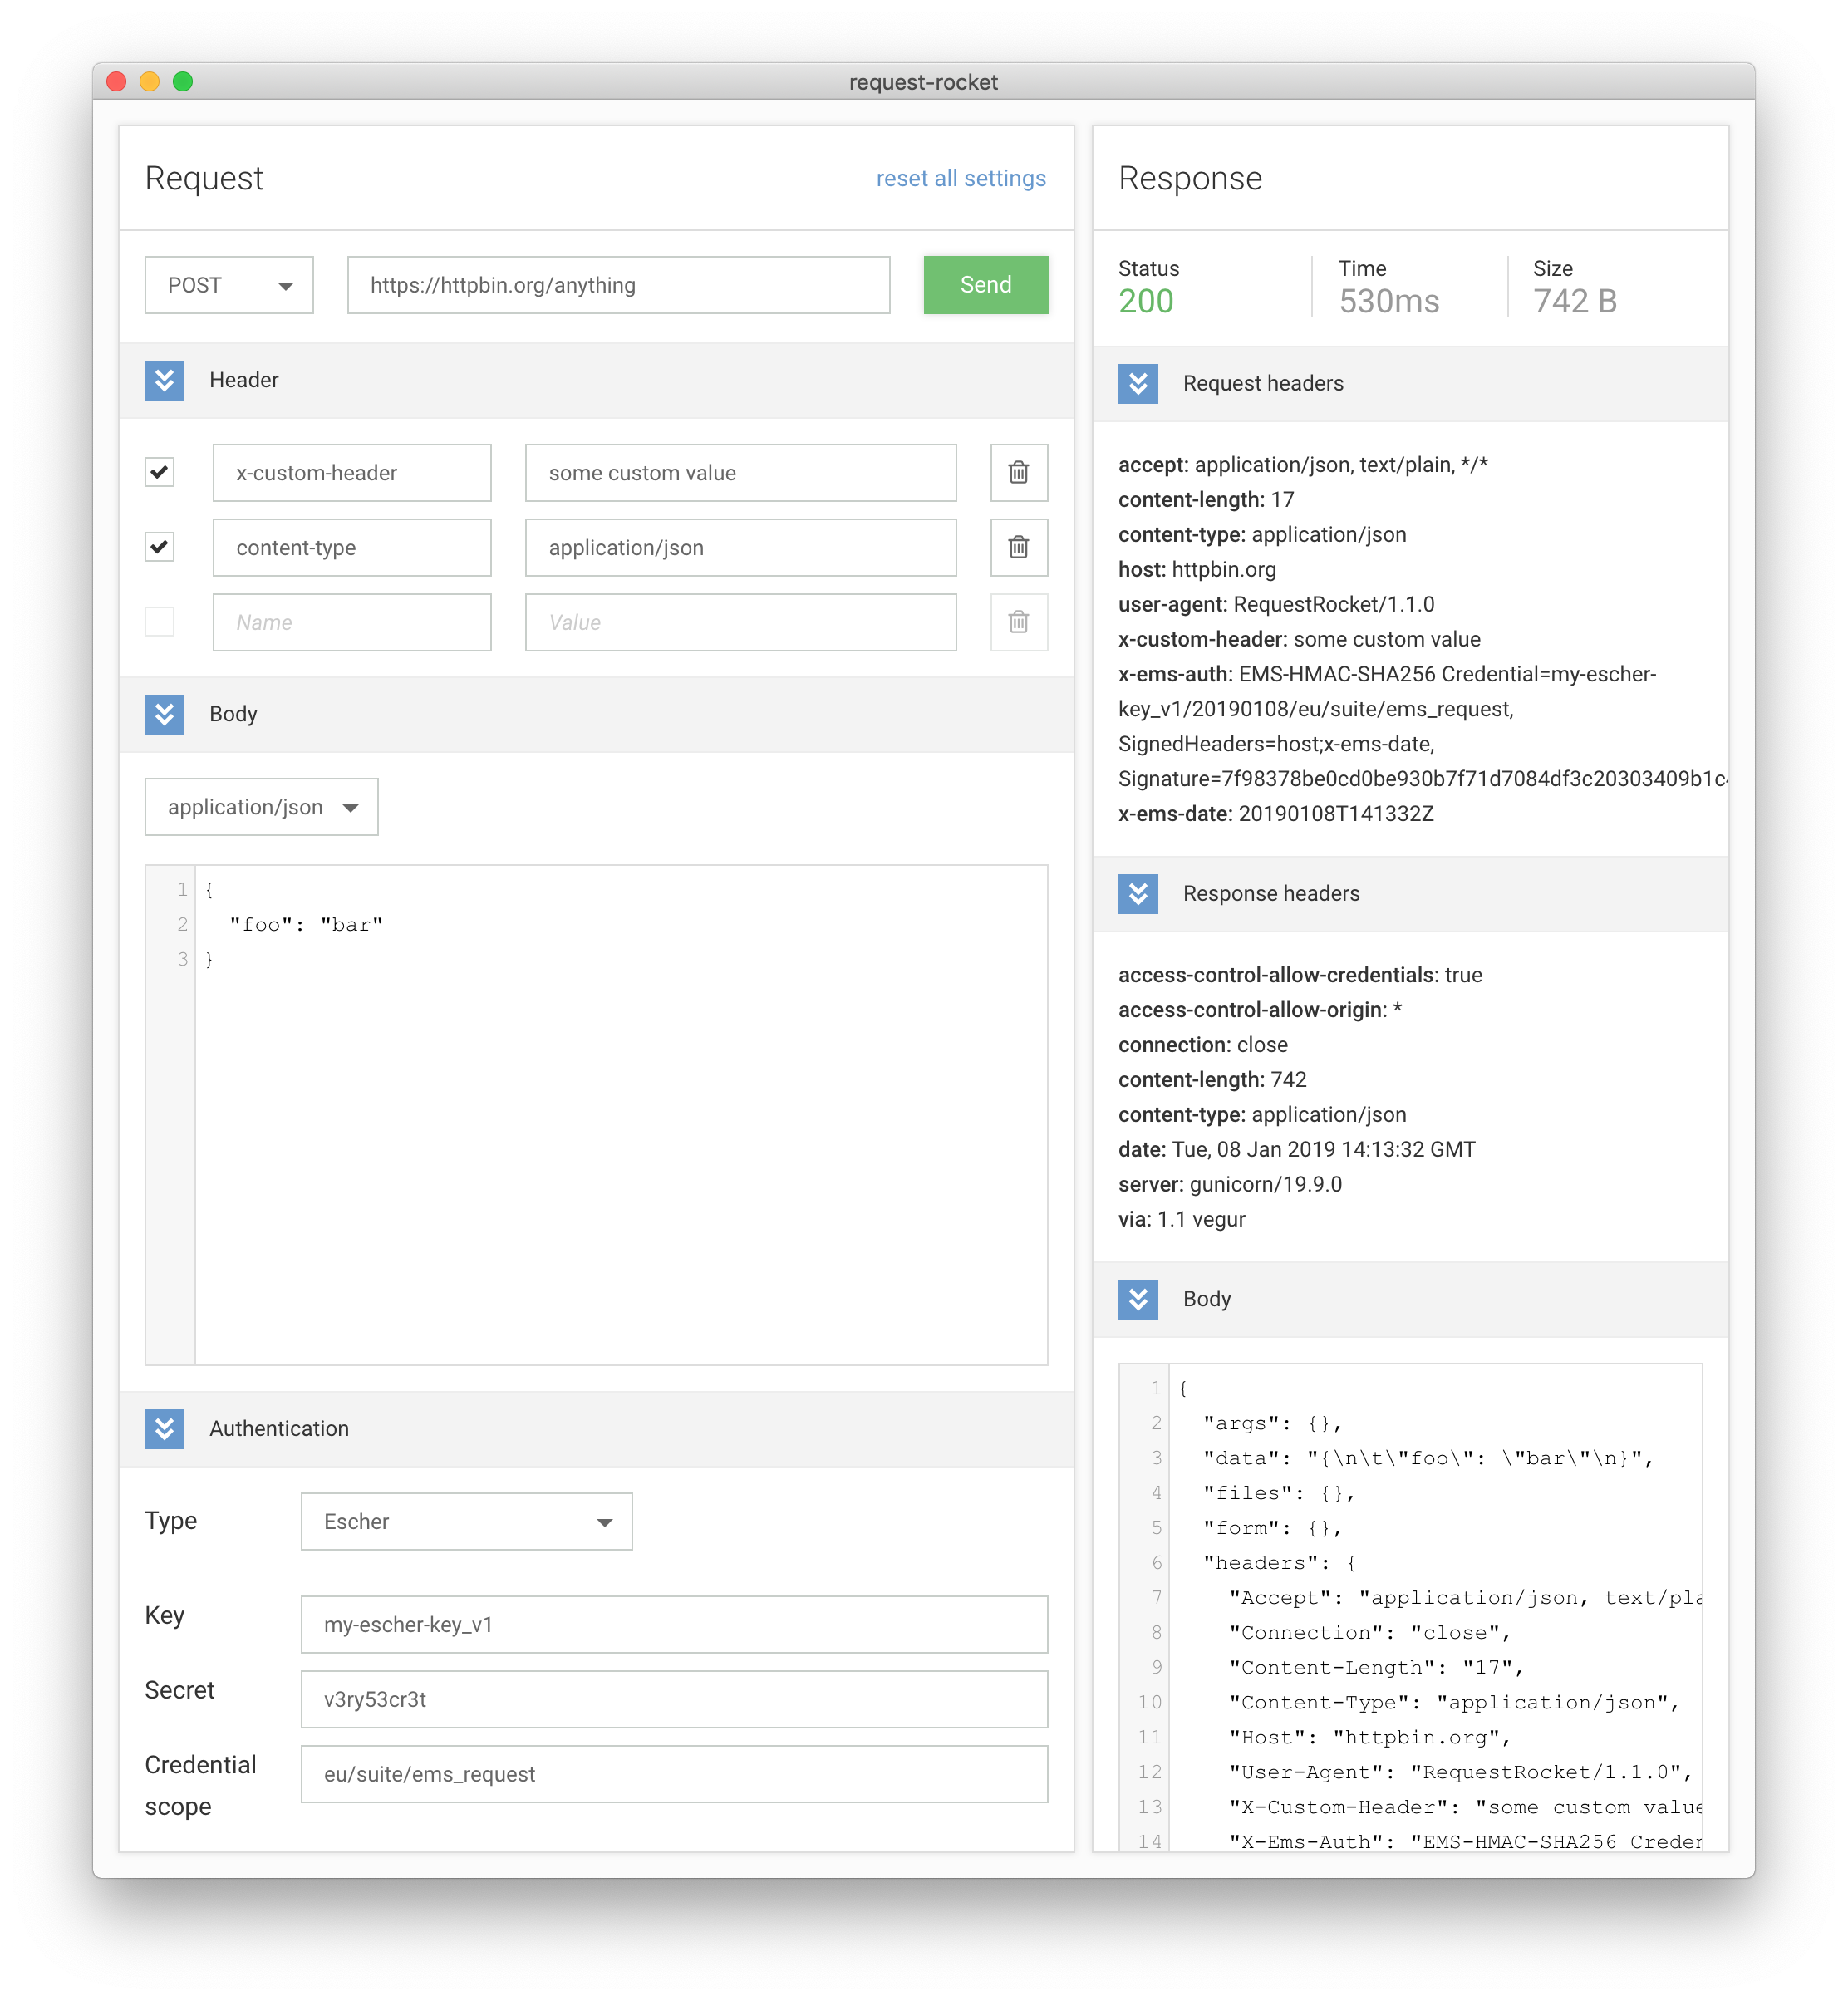 request-rocket
Request
reset all settings
POST
https://httpbin.org/anything
Send
Header
x-custom-header
some custom value
content-type
application/json
Name
Value
Body
application/json
1 {
2   "foo": "bar"
3 }
Authentication
Type
Escher
Key
my-escher-key_v1
Secret
v3ry53cr3t
Credential
scope
eu/suite/ems_request
Response
Status
200
Time
530ms
Size
742 B
Request headers
accept: application/json, text/plain, */*
content-length: 17
content-type: application/json
host: httpbin.org
user-agent: RequestRocket/1.1.0
x-custom-header: some custom value
x-ems-auth: EMS-HMAC-SHA256 Credential=my-escher-
key_v1/20190108/eu/suite/ems_request,
SignedHeaders=host;x-ems-date,
Signature=7f98378be0cd0be930b7f71d7084df3c20303409b1c
x-ems-date: 20190108T141332Z
Response headers
access-control-allow-credentials: true
access-control-allow-origin: *
connection: close
content-length: 742
content-type: application/json
date: Tue, 08 Jan 2019 14:13:32 GMT
server: gunicorn/19.9.0
via: 1.1 vegur
Body
1 {
2   "args": {},
3   "data": "{\n\t\"foo\": \"bar\"\n}",
4   "files": {},
5   "form": {},
6   "headers": {
7     "Accept": "application/json, text/pla
8     "Connection": "close",
9     "Content-Length": "17",
10     "Content-Type": "application/json",
11     "Host": "httpbin.org",
12     "User-Agent": "RequestRocket/1.1.0",
13     "X-Custom-Header": "some custom value
14     "X-Ems-Auth": "EMS-HMAC-SHA256 Creden